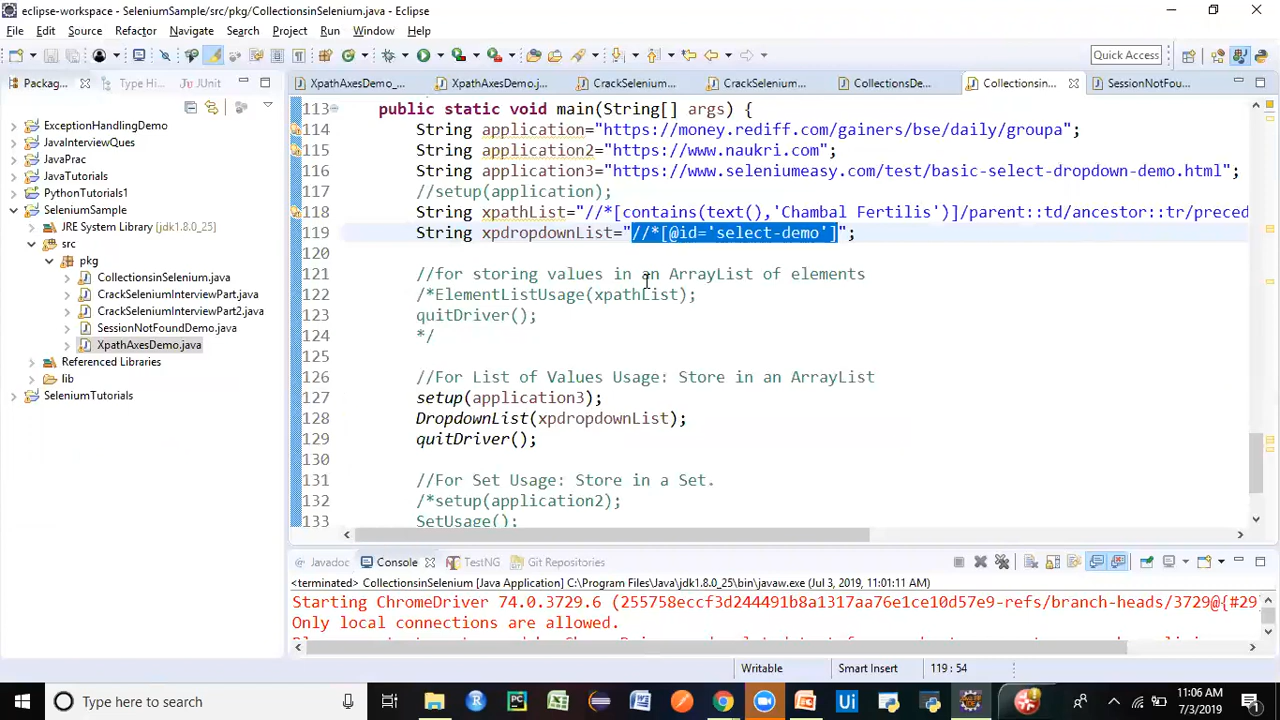 eclipse-workspace - SeleniumSample/src/pkg/CollectionsinSelenium.java - Eclipse
File Edit Source Refactor Navigate Search Project Run Window Help
Quick Access
Packag... Type Hi... JUnit
XpathAxesDemo_... XpathAxesDemo.j... CrackSelenium... CrackSelenium... CollectionsDe... Collectionsin... SessionNotFou...
ExceptionHandlingDemo
JavaInterviewQues
JavaPrac
JavaTutorials
PythonTutorials1
SeleniumSample
JRE System Library [jdk1.8.0_25]
src
pkg
CollectionsinSelenium.java
CrackSeleniumInterviewPart.java
CrackSeleniumInterviewPart2.java
SessionNotFoundDemo.java
XpathAxesDemo.java
Referenced Libraries
lib
SeleniumTutorials
113 public static void main(String[] args) {
114 String application="https://money.rediff.com/gainers/bse/daily/groupa";
115 String application2="https://www.naukri.com";
116 String application3="https://www.seleniumeasy.com/test/basic-select-dropdown-demo.html";
117 //setup(application);
118 String xpathList="//*[contains(text(),'Chambal Fertilis')]/parent::td/ancestor::tr/preced
119 String xpdropdownList="//*[@id='select-demo']";
120
121 //for storing values in an ArrayList of elements
122 /*ElementListUsage(xpathList);
123 quitDriver();
124 */
125
126 //For List of Values Usage: Store in an ArrayList
127 setup(application3);
128 DropdownList(xpdropdownList);
129 quitDriver();
130
131 //For Set Usage: Store in a Set.
132 /*setup(application2);
133 SetUsage();
Javadoc Console TestNG Git Repositories
<terminated> CollectionsinSelenium [Java Application] C:\Program Files\Java\jdk1.8.0_25\bin\javaw.exe (Jul 3, 2019, 11:01:11 AM)
Starting ChromeDriver 74.0.3729.6 (255758eccf3d244491b8a1317aa76e1ce10d57e9-refs/branch-heads/3729@{#29
Only local connections are allowed.
Writable Smart Insert 119 : 54
Type here to search
11:06 AM
7/3/2019